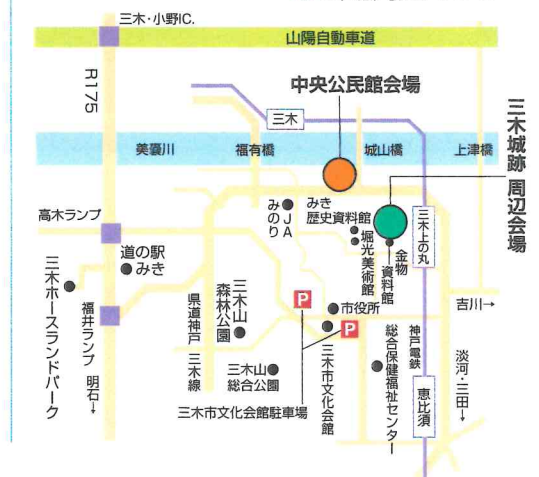 三木・小野IC.
山陽自動車道
R175
中央公民館会場
三木
三木城跡 周辺会場
美嚢川
福有橋
城山橋
上津橋
高木ランプ
JA
みのり
みき
歴史資料館
堀光美術館
金物
資料館
三木上の丸
道の駅
みき
三木ホースランドパーク
福井ランプ
明石→
県道神戸 三木線
三木山
森林公園
三木山
総合公園
P
市役所
P
三木市文化会館
三木市文化会館駐車場
総合保健福祉センター
神戸電鉄
恵比須
吉川→
淡河・三田→